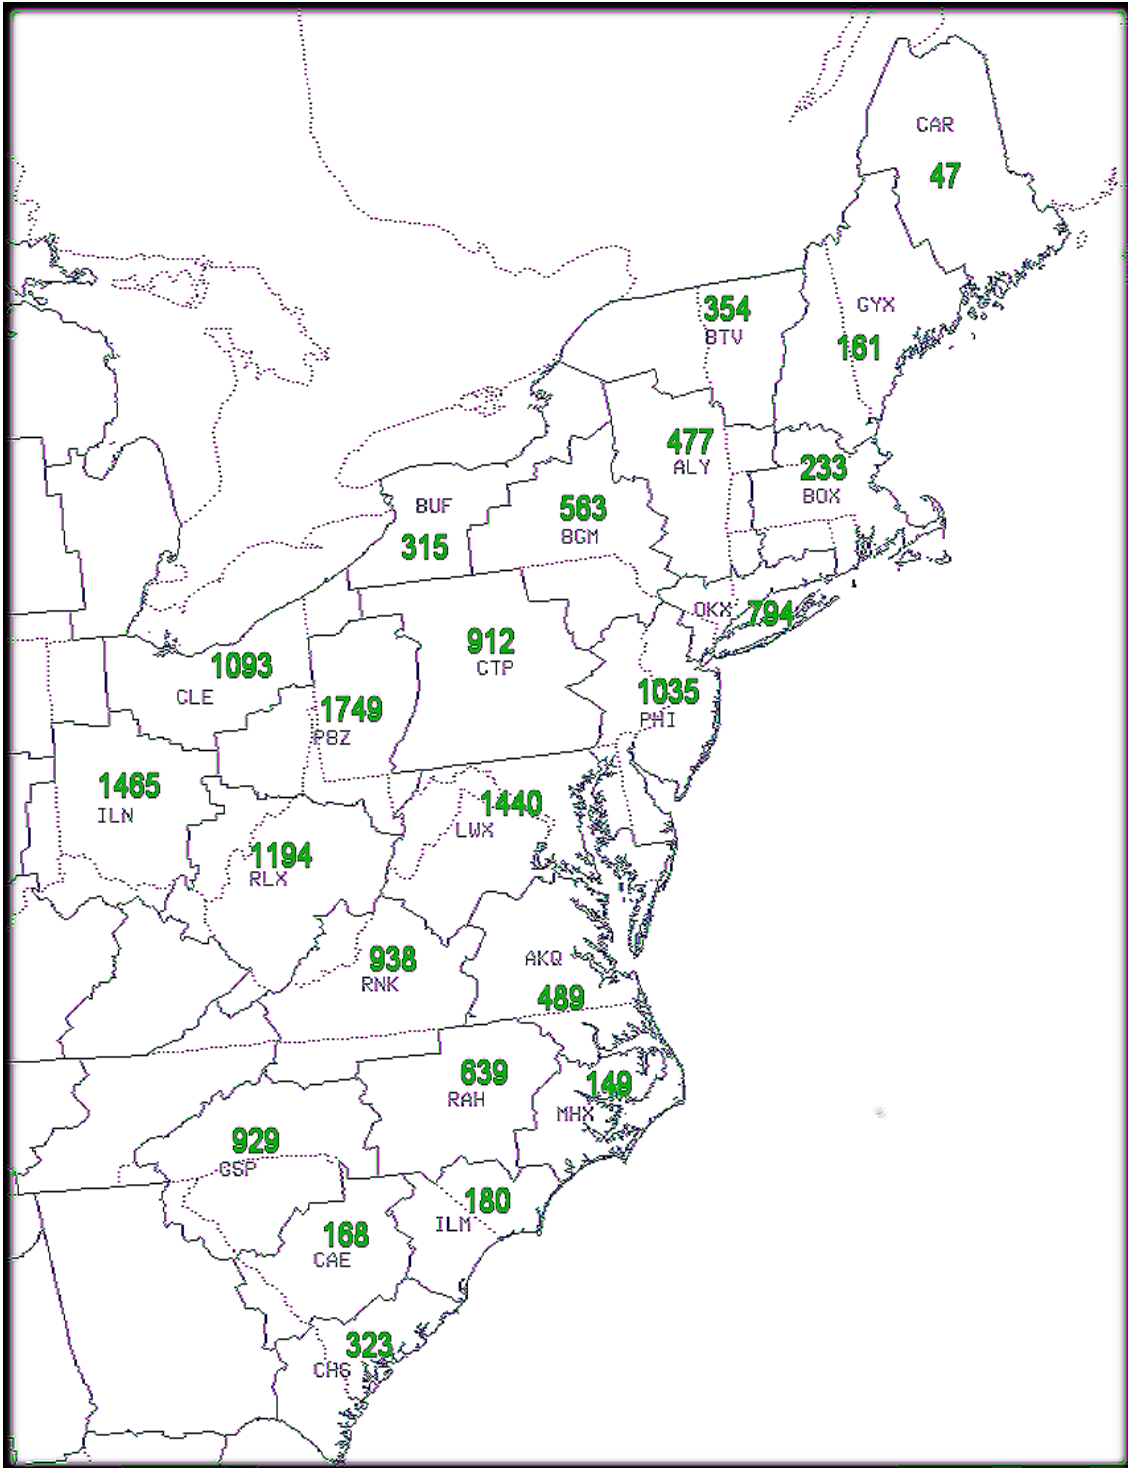 CAR
47
354
BTV
GYX
161
477
ALY
233
BOX
BUF
315
563
BGM
OKX
794
912
CTP
1093
CLE
1035
PHI
1749
PBZ
1465
ILN
1440
LWX
1194
RLX
938
RNK
AKQ
489
639
RAH
149
MHX
929
GSP
180
ILM
168
CAE
323
CHS